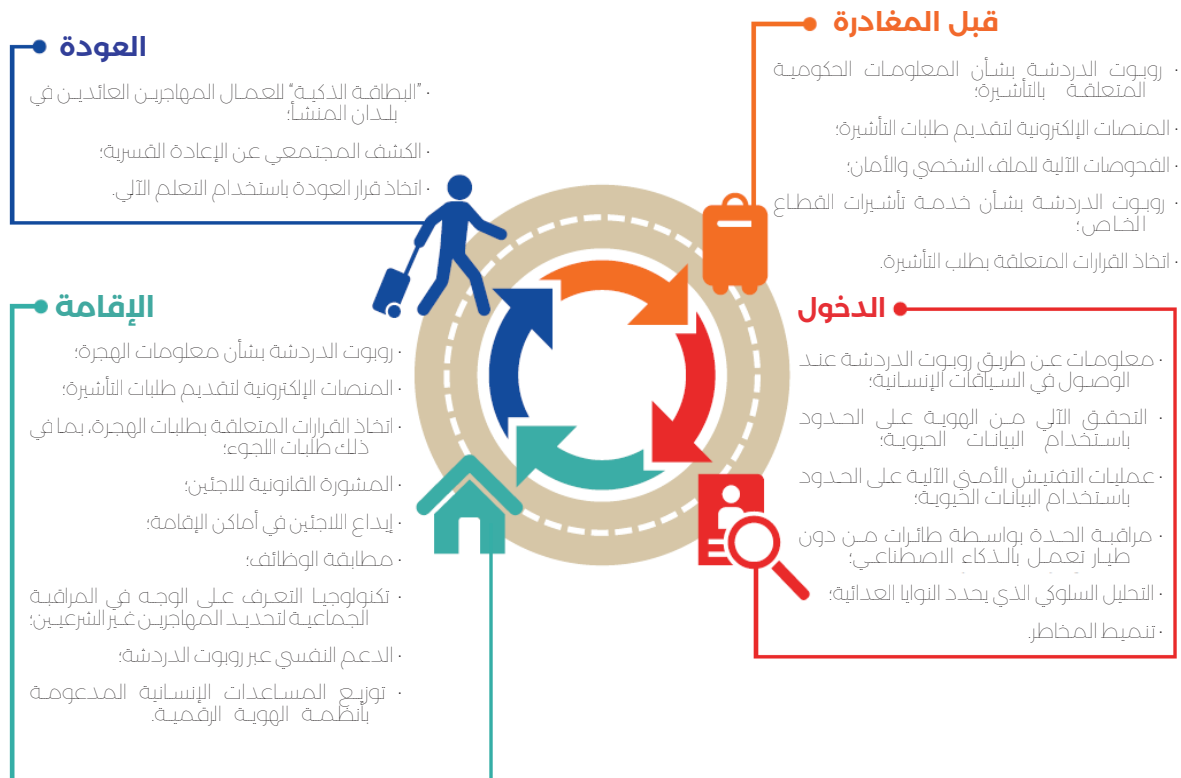 قبل المغادرة
· روبوت الدردشة بشأن المعلومات الحكومية
المتعلقة بالتأشيرة؛
· المنصات الإلكترونية لتقديم طلبات التأشيرة؛
· الفحوصات الآلية للملف الشخصي والأمان؛
· روبوت الدردشة بشأن خدمة تأشيرات القطاع
الخاص؛
· اتخاذ القرارات المتعلقة بطلب التأشيرة.
الدخول
· معلومات عن طريق روبوت الدردشة عند
الوصول في السياقات الإنسانية؛
· التحقق الآلي من الهوية على الحدود
باستخدام البيانات الحيوية؛
· عمليات التفتيش الأمني الآلية على الحدود
باستخدام البيانات الحيوية؛
· مراقبة الحدة بواسطة طائرات من دون
طيار تعمل بالذكاء الاصطناعي؛
· التحليل السلوكي الذي يحدد النوايا العدائية؛
· تنميط المخاطر.
العودة
· "البطاقة الذكية" للعمال المهاجرين العائدين في
بلدان المنشأ؛
· الكشف المجتمعي عن الإعادة القسرية؛
· اتخاذ قرار العودة باستخدام التعلم الآلي.
الإقامة
· روبوت الدردشة بشأن معلومات الهجرة؛
· المنصات الإلكترونية لتقديم طلبات التأشيرة؛
· اتخاذ القرارات المتعلقة بطلبات الهجرة، بما في
ذلك طلبات اللجوء؛
· المشورة القانونية للاجئين؛
· إيداع اللاجئين في أماكن الإقامة؛
· مطابقة الوظائف؛
· تكنولوجيا التعرف على الوجه في المراقبة
الجماعية لتحديد المهاجرين غير الشرعيين؛
· الدعم النفسي عبر روبوت الدردشة؛
· توزيع المساعدات الإنسانية المدعومة
بأنظمة الهوية الرقمية.